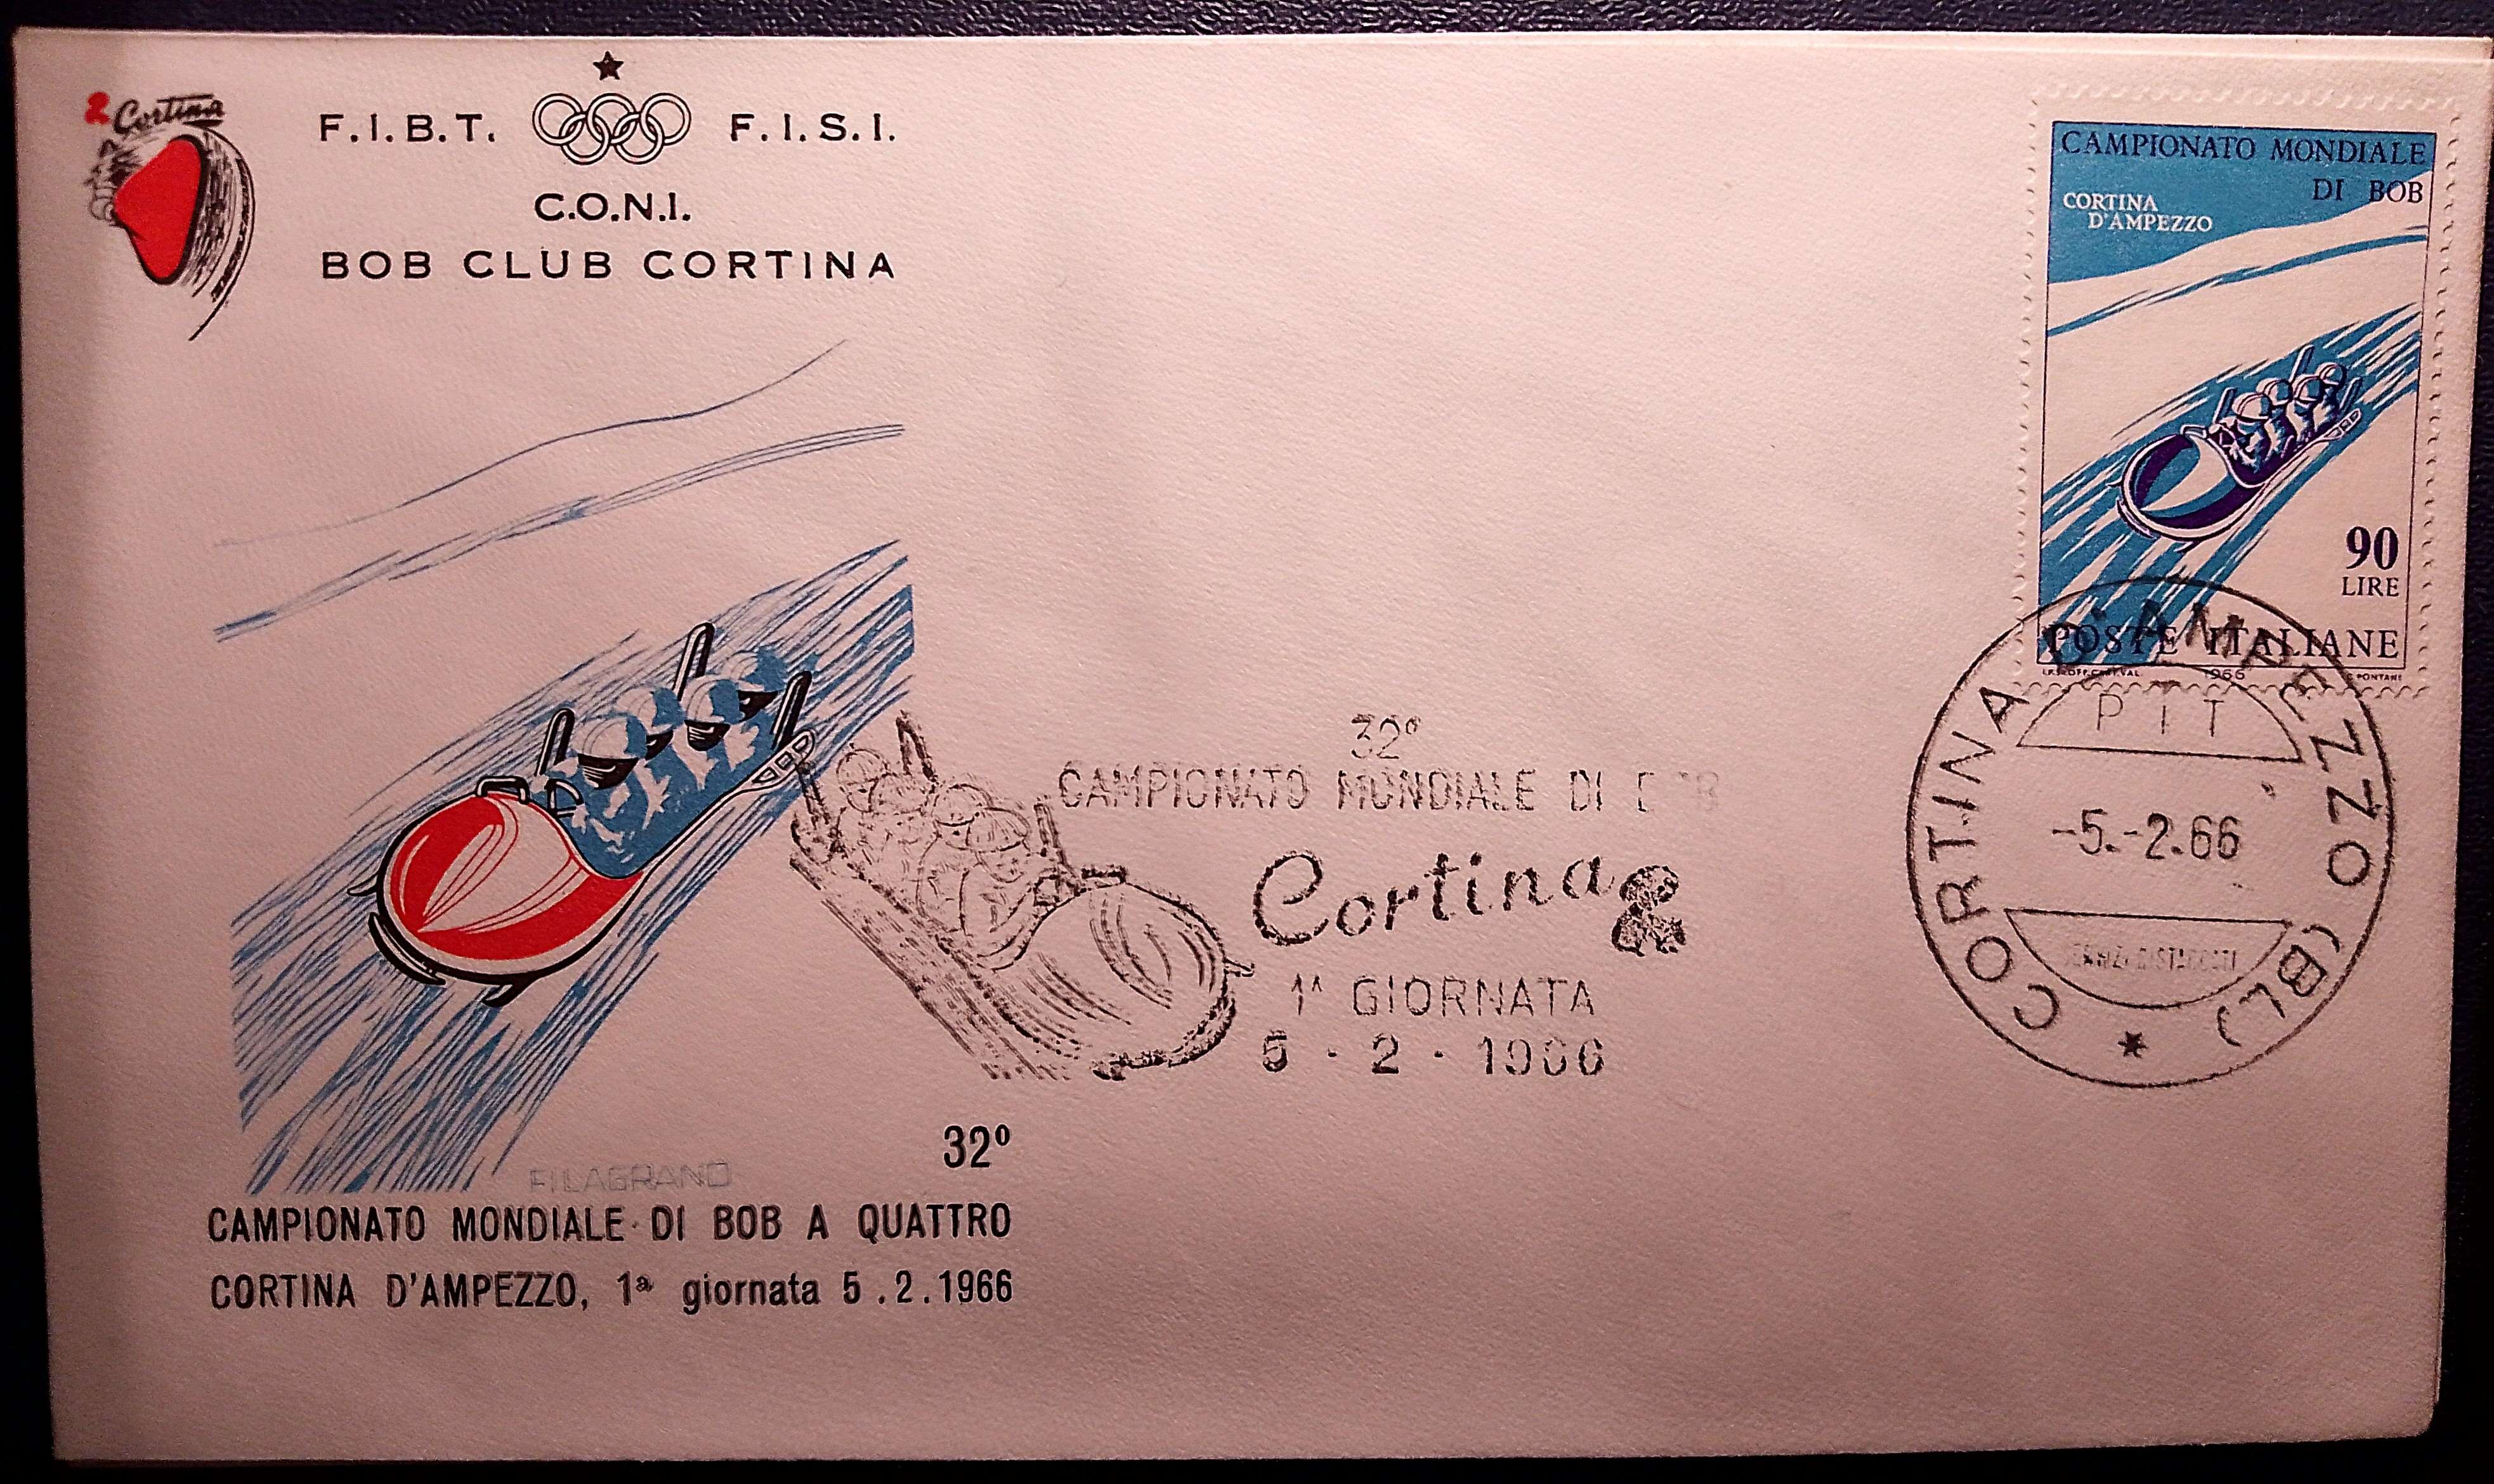 Cortina
F.I.B.T. F.I.S.I.
C.O.N.I.
BOB CLUB CORTINA
CAMPIONATO MONDIALE
DI BOB
CORTINA
D'AMPEZZO
90
LIRE
POSTE ITALIANE
1966
32°
CAMPIONATO MONDIALE DI
Cortina
1ª GIORNATA
5 - 2 - 1966
CORTINA D'AMPEZZO (BL)
P T T
-5.-2.66
FILAGRANO
32º
CAMPIONATO MONDIALE DI BOB A QUATTRO
CORTINA D'AMPEZZO, 1ª giornata 5.2.1966